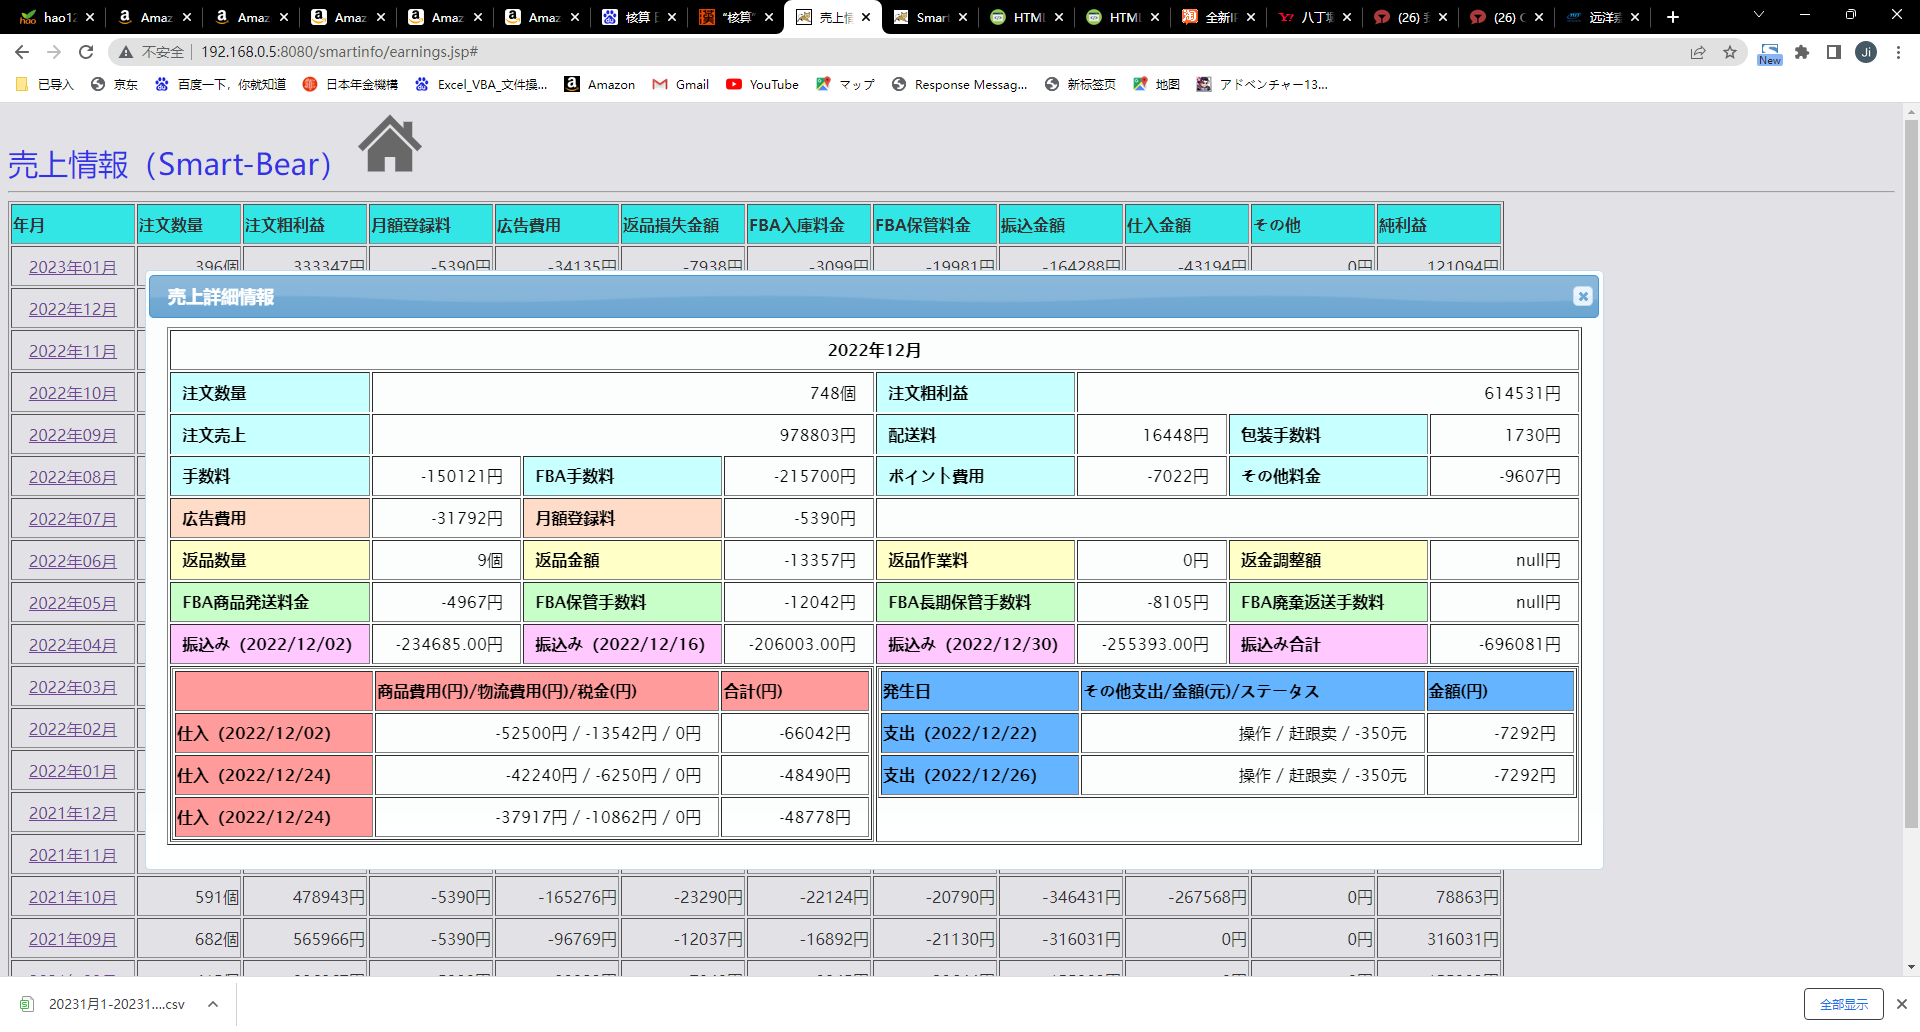 hao12 Amaz Amaz Amaz Amaz Amaz 核算 “核算” 売上情 Smart HTML HTML 全新IP 八丁堀 (26) (26) 远洋
不安全 192.168.0.5:8080/smartinfo/earnings.jsp# New Ji
已导入 京东 百度一下，你就知道 日本年金機構 Excel_VBA_文件操... Amazon Gmail YouTube マップ Response Messag... 新标签页 地图 アドベンチャー13...
売上情報（Smart-Bear）
年月 注文数量 注文粗利益 月額登録料 広告費用 返品損失金額 FBA入庫料金 FBA保管料金 振込金額 仕入金額 その他 純利益
2023年01月 396個 333347円 -5390円 -34135円 -7938円 -3099円 -19981円 -164288円 -43194円 0円 121094円
2022年12月
2022年11月
2022年10月
2022年09月
2022年08月
2022年07月
2022年06月
2022年05月
2022年04月
2022年03月
2022年02月
2022年01月
2021年12月
2021年11月
売上詳細情報
2022年12月
注文数量 748個 注文粗利益 614531円
注文売上 978803円 配送料 16448円 包装手数料 1730円
手数料 -150121円 FBA手数料 -215700円 ポイント費用 -7022円 その他料金 -9607円
広告費用 -31792円 月額登録料 -5390円
返品数量 9個 返品金額 -13357円 返品作業料 0円 返金調整額 null円
FBA商品発送料金 -4967円 FBA保管手数料 -12042円 FBA長期保管手数料 -8105円 FBA廃棄返送手数料 null円
振込み（2022/12/02） -234685.00円 振込み（2022/12/16） -206003.00円 振込み（2022/12/30） -255393.00円 振込み合計 -696081円
商品費用(円)/物流費用(円)/税金(円) 合計(円)
仕入（2022/12/02） -52500円 / -13542円 / 0円 -66042円
仕入（2022/12/24） -42240円 / -6250円 / 0円 -48490円
仕入（2022/12/24） -37917円 / -10862円 / 0円 -48778円
発生日 その他支出/金額(元)/ステータス 金額(円)
支出（2022/12/22） 操作 / 赶跟卖 / -350元 -7292円
支出（2022/12/26） 操作 / 赶跟卖 / -350元 -7292円
2021年10月 591個 478943円 -5390円 -165276円 -23290円 -22124円 -20790円 -346431円 -267568円 0円 78863円
2021年09月 682個 565966円 -5390円 -96769円 -12037円 -16892円 -21130円 -316031円 0円 0円 316031円
20231月1-20231....csv 全部显示